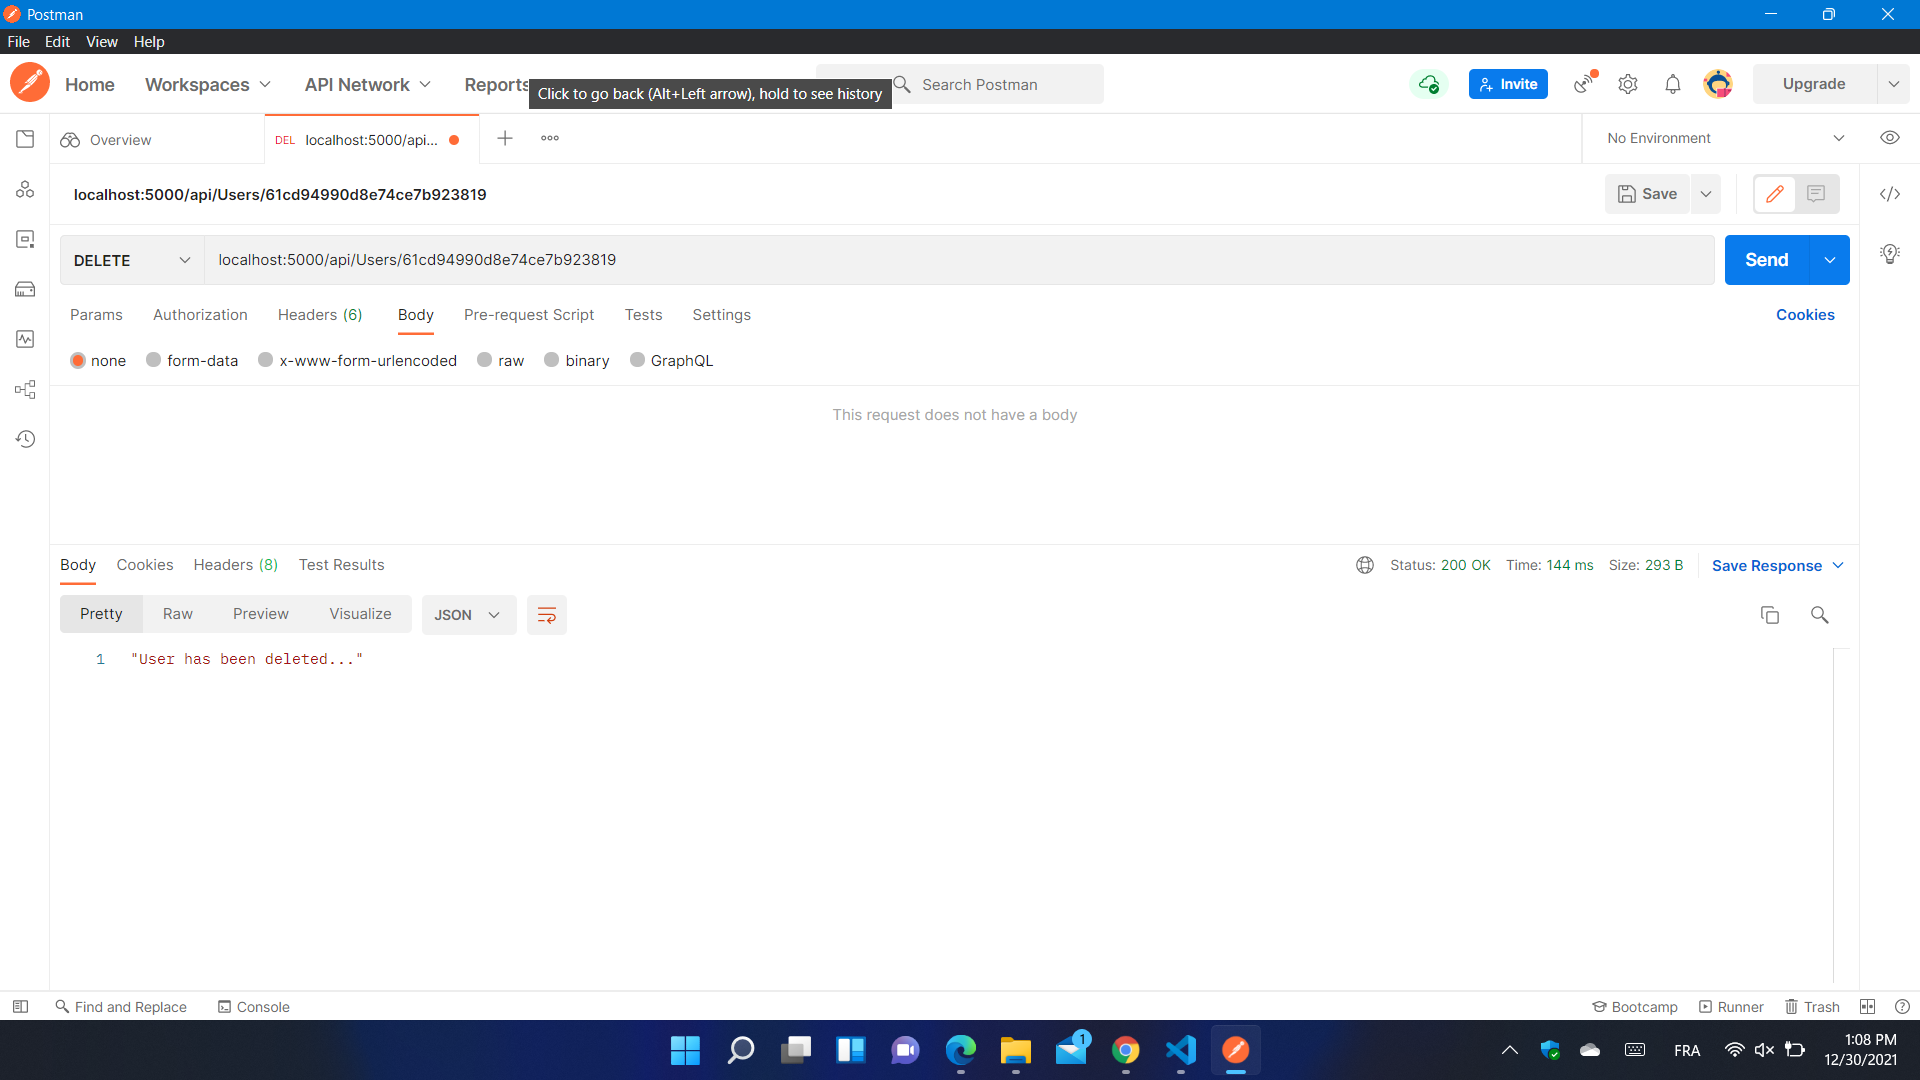 Postman
File Edit View Help
Home Workspaces API Network Reports Search Postman Invite Upgrade
Click to go back (Alt+Left arrow), hold to see history
Overview DEL localhost:5000/api... No Environment
localhost:5000/api/Users/61cd94990d8e74ce7b923819 Save
DELETE localhost:5000/api/Users/61cd94990d8e74ce7b923819 Send
Params Authorization Headers (6) Body Pre-request Script Tests Settings Cookies
none form-data x-www-form-urlencoded raw binary GraphQL
This request does not have a body
Body Cookies Headers (8) Test Results Status: 200 OK Time: 144 ms Size: 293 B Save Response
Pretty Raw Preview Visualize JSON
1 "User has been deleted..."
Find and Replace Console Bootcamp Runner Trash
1
FRA
1:08 PM
12/30/2021